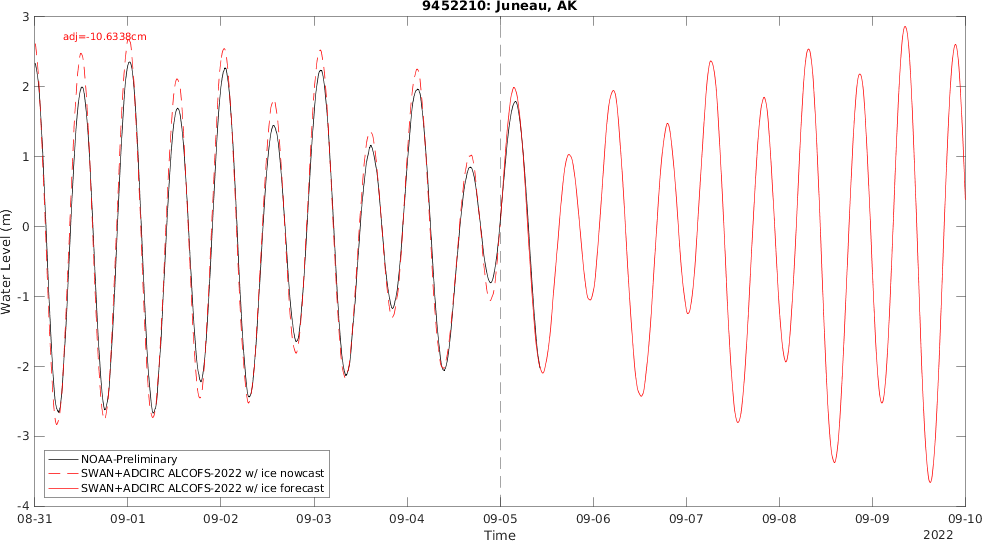 9452210: Juneau, AK
adj=-10.6338cm
Water Level (m)
3
2
1
0
-1
-2
-3
-4
NOAA-Preliminary
SWAN+ADCIRC ALCOFS-2022 w/ ice nowcast
SWAN+ADCIRC ALCOFS-2022 w/ ice forecast
08-31 09-01 09-02 09-03 09-04 09-05 09-06 09-07 09-08 09-09 09-10
Time
2022